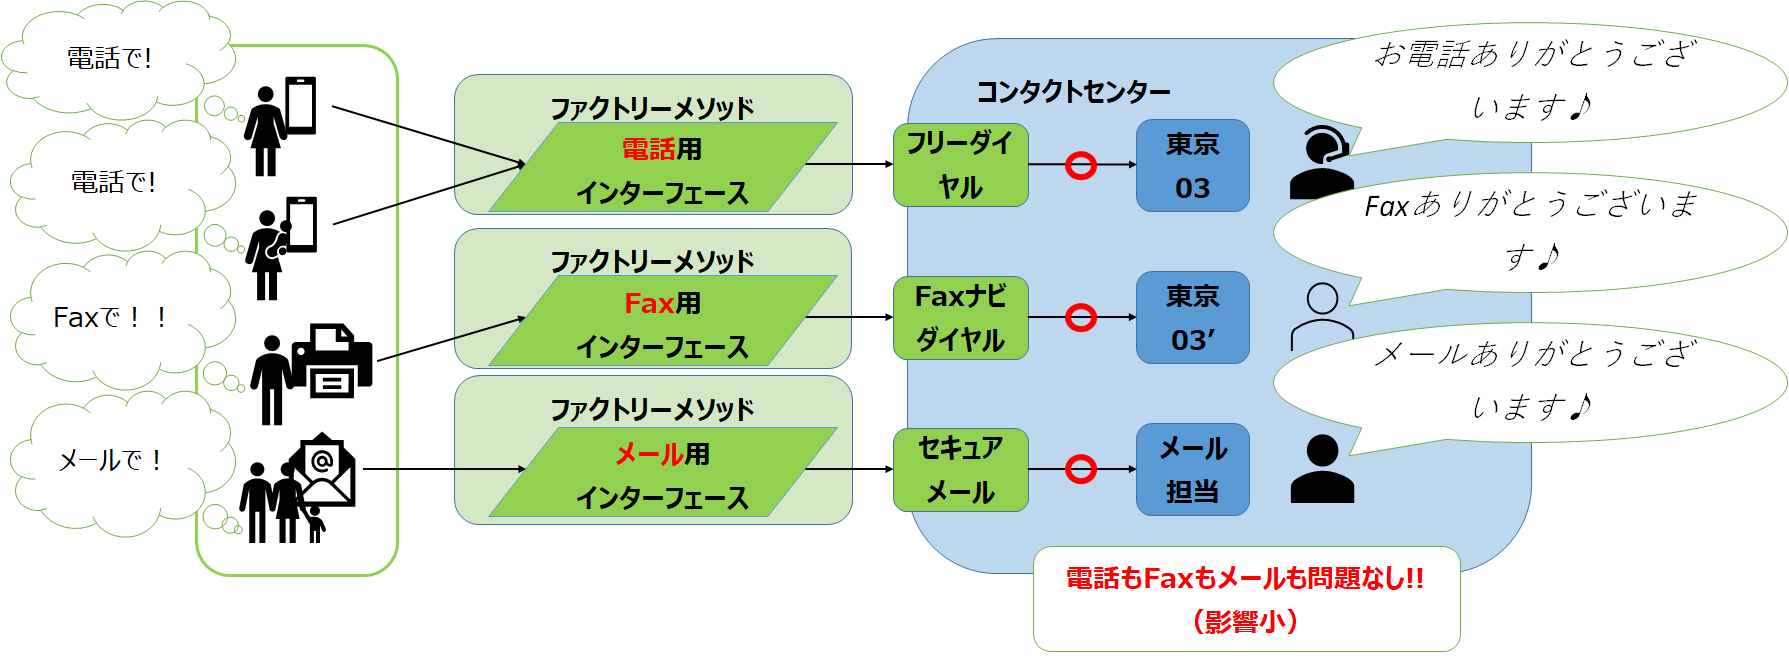 電話で!
電話で!
Faxで！！
メールで！
ファクトリーメソッド
電話用
インターフェース
ファクトリーメソッド
Fax用
インターフェース
ファクトリーメソッド
メール用
インターフェース
コンタクトセンター
フリーダイ
ヤル
東京
03
Faxナビ
ダイヤル
東京
03’
セキュア
メール
メール
担当
お電話ありがとうござ
います♪
Faxありがとうございま
す♪
メールありがとうござ
います♪
電話もFaxもメールも問題なし!!
（影響小）